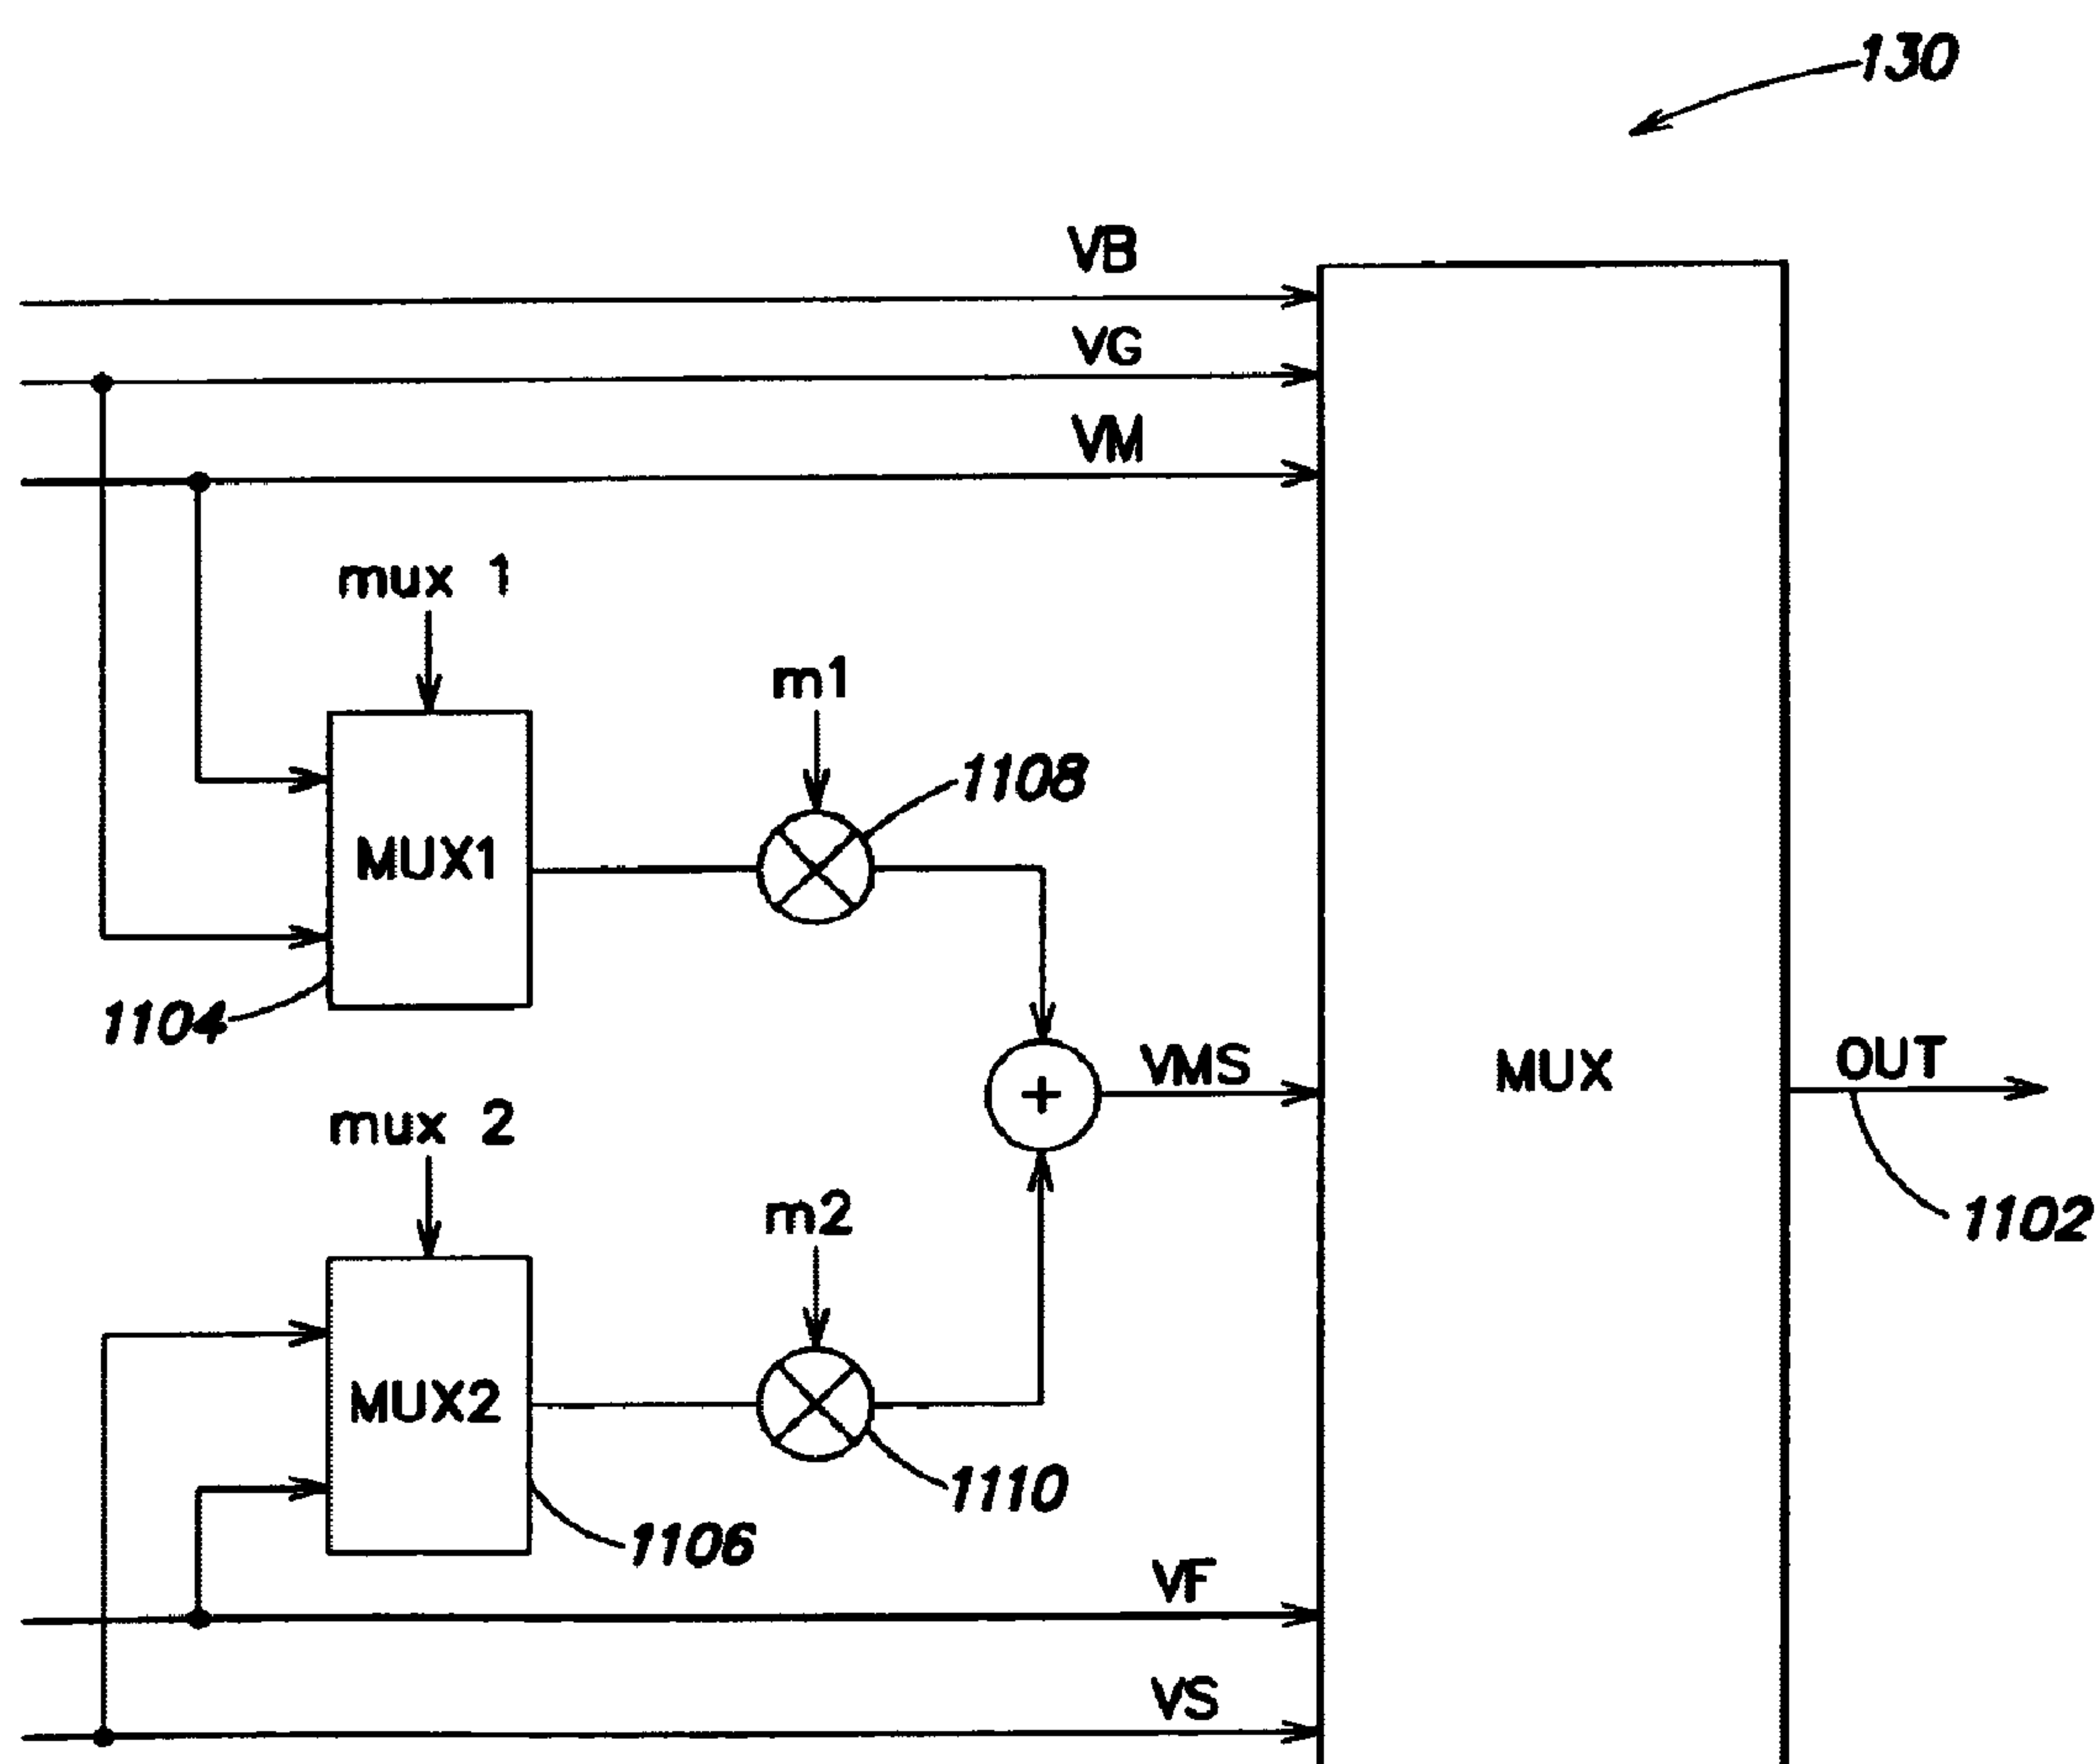 130
VB
VG
VM
mux 1
m1
1108
MUX1
1104
VMS
MUX
OUT
mux 2
m2
1102
MUX2
1110
1106
VF
VS